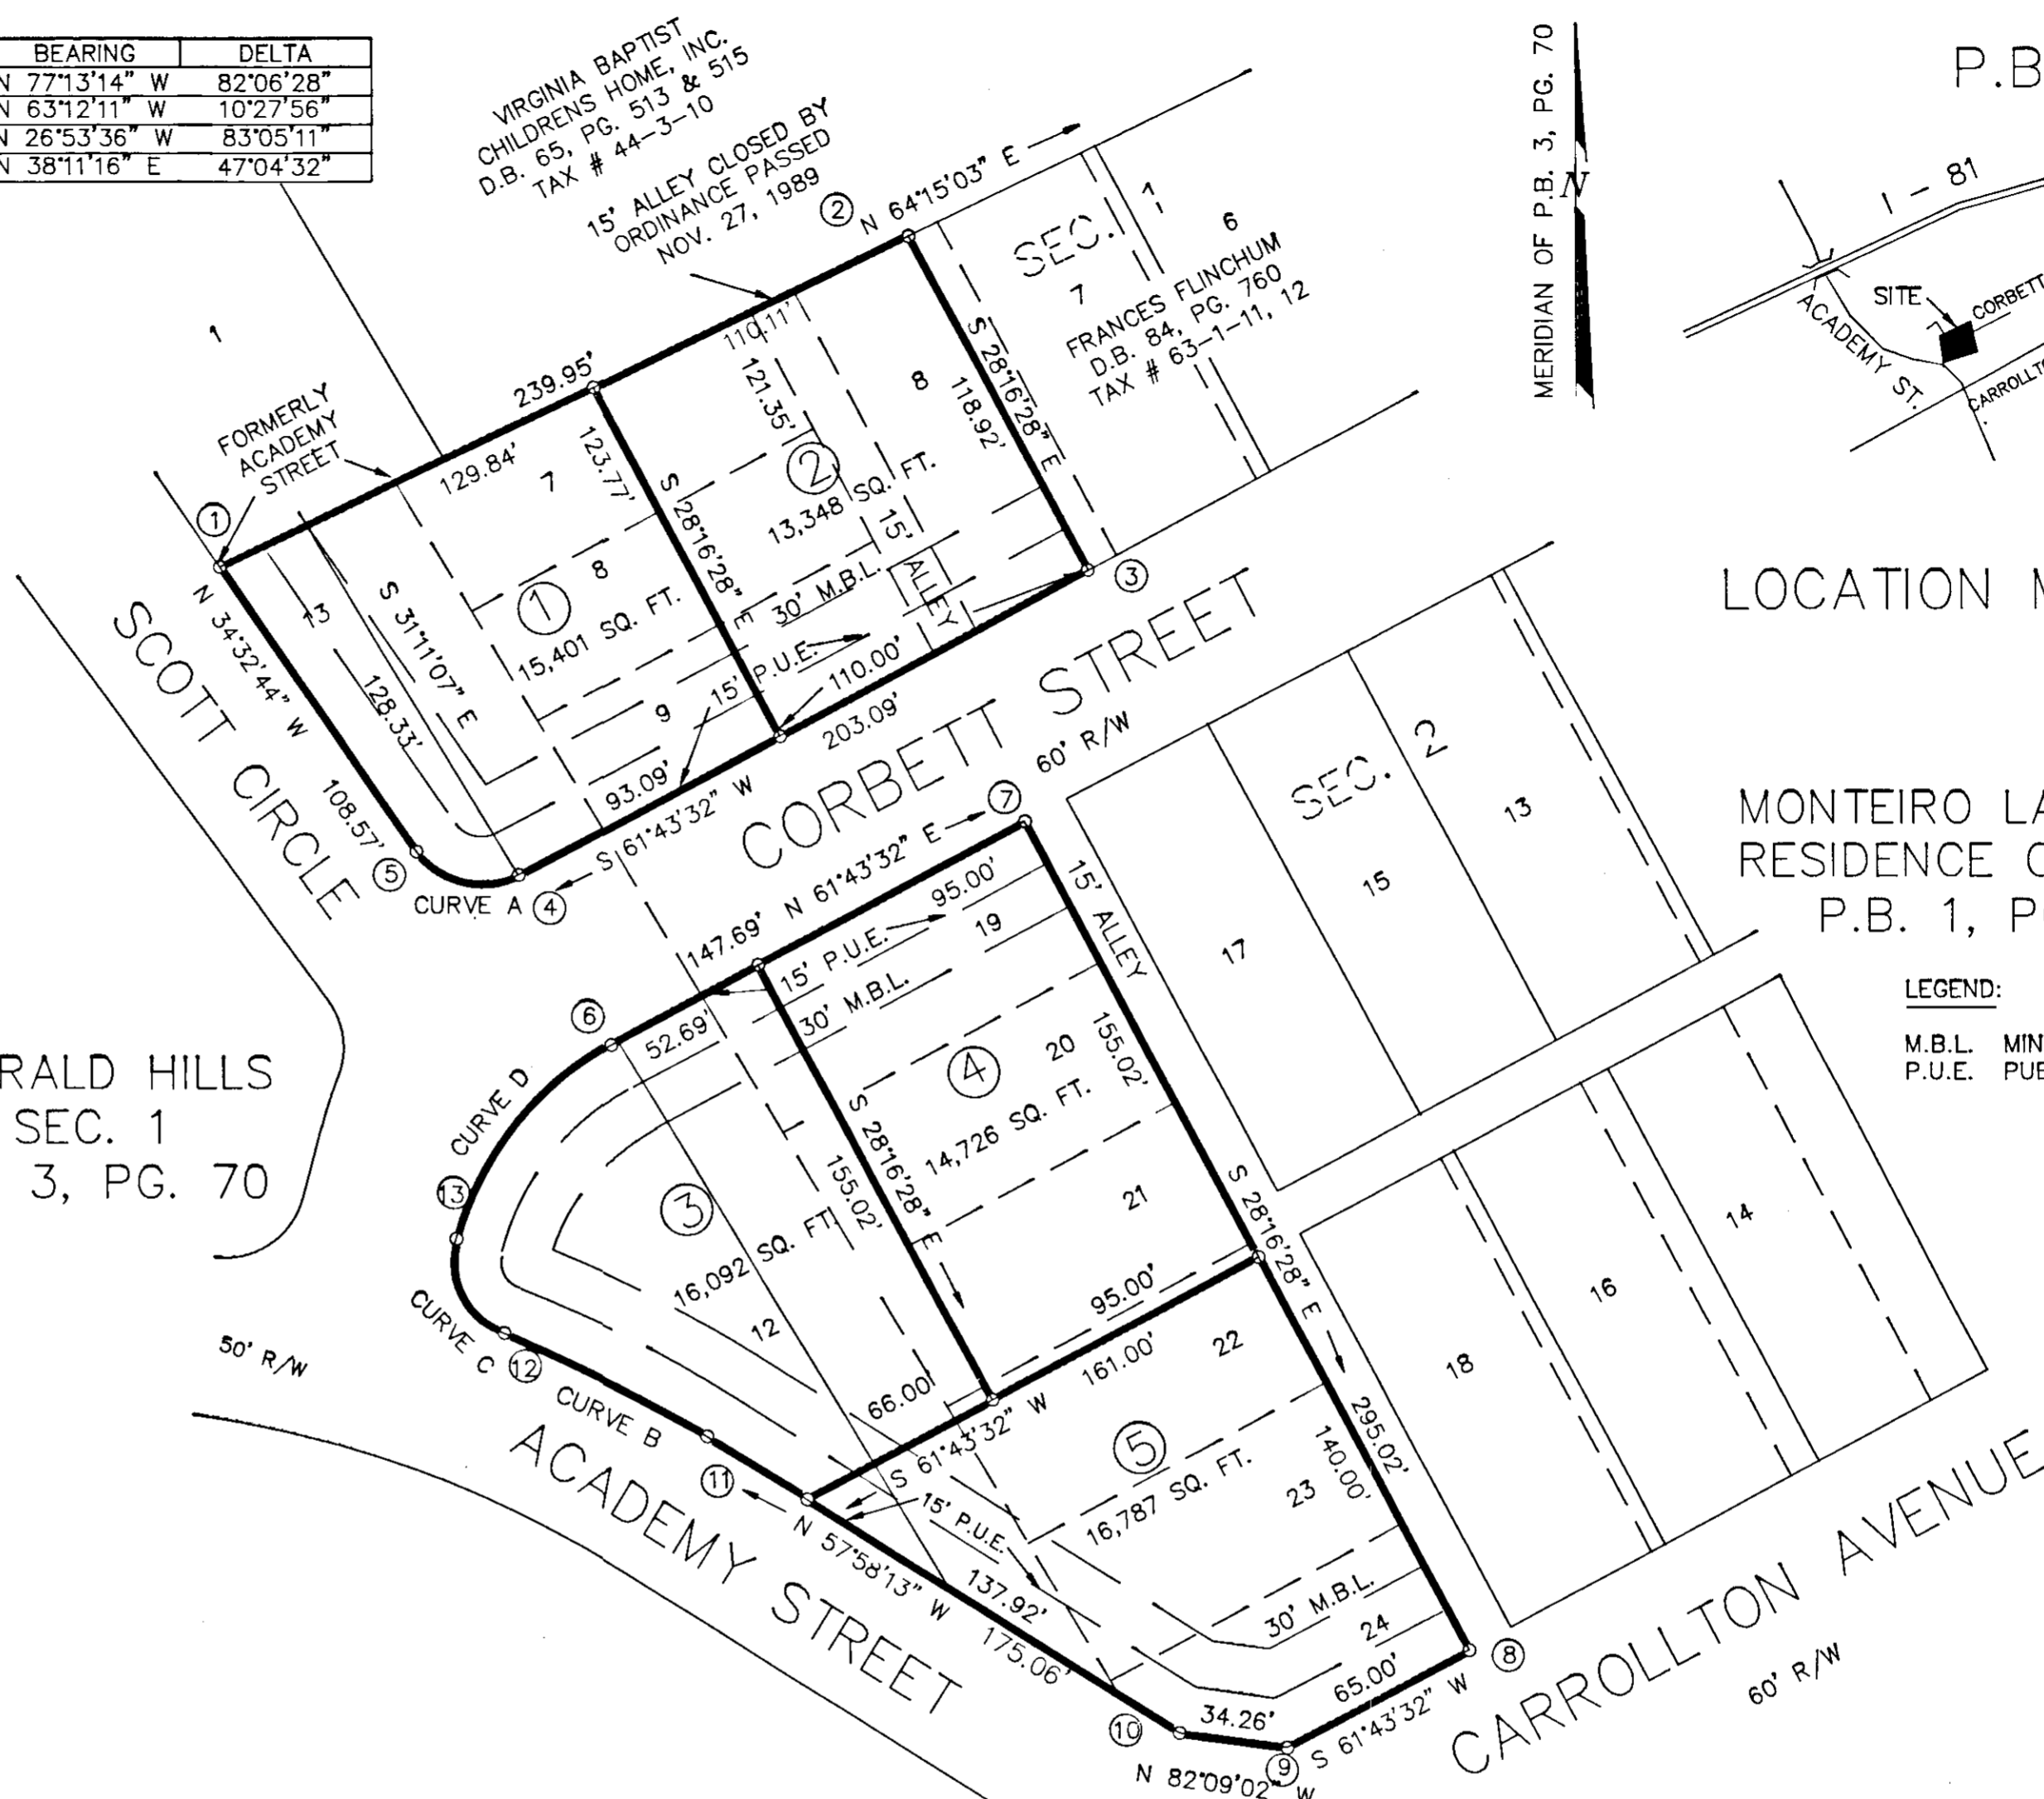 BEARING DELTA
N 77°13'14" W 82°06'28"
N 63°12'11" W 10°27'56"
N 26°53'36" W 83°05'11"
N 38°11'16" E 47°04'32"
VIRGINIA BAPTIST
CHILDRENS HOME, INC.
D.B. 65, PG. 513 & 515
TAX # 44-3-10
15' ALLEY CLOSED BY
ORDINANCE PASSED
NOV. 27, 1989
2
N 64°15'03" E
SEC. 1
1
6
7
FRANCES FLINCHUM
D.B. 84, PG. 760
TAX # 63-1-11, 12
MERIDIAN OF P.B. 3, PG. 70
N
P.B
I - 81
SITE
CORBETT
ACADEMY ST.
CARROLLTO
LOCATION M
1
FORMERLY
ACADEMY
STREET
1
239.95'
129.84'
110.11'
7
8
123.77'
121.35'
S 28°16'28" E
118.92'
2
13,348 SQ. FT.
15'
ALLEY
30' M.B.L.
15' P.U.E.
110.00'
203.09'
3
S 28°16'28" E
8
1
15,401 SQ. FT.
9
93.09'
S 61°43'32" W
13
S 31°11'07" E
128.33'
N 34°32'44" W
108.57'
5
CURVE A
4
SCOTT CIRCLE
CORBETT STREET
60' R/W
7
N 61°43'32" E
95.00'
147.69'
15' P.U.E.
30' M.B.L.
19
15' ALLEY
SEC. 2
13
15
17
MONTEIRO LA
RESIDENCE C
P.B. 1, P
LEGEND:
M.B.L. MIN
P.U.E. PUE
6
52.69'
CURVE D
13
RALD HILLS
SEC. 1
3, PG. 70
4
20
14,726 SQ. FT.
155.02'
S 28°16'28" E
155.02'
21
3
16,092 SQ. FT.
12
66.00'
95.00'
161.00'
S 61°43'32" W
S 28°16'28" E
295.02'
140.00'
22
5
16,787 SQ. FT.
23
30' M.B.L.
24
65.00'
S 61°43'32" W
8
14
16
18
50' R/W
CURVE C
12
CURVE B
11
N 57°58'13" W
15' P.U.E.
137.92'
175.06'
10
34.26'
9
N 82°09'02" W
ACADEMY STREET
CARROLLTON AVENUE
60' R/W